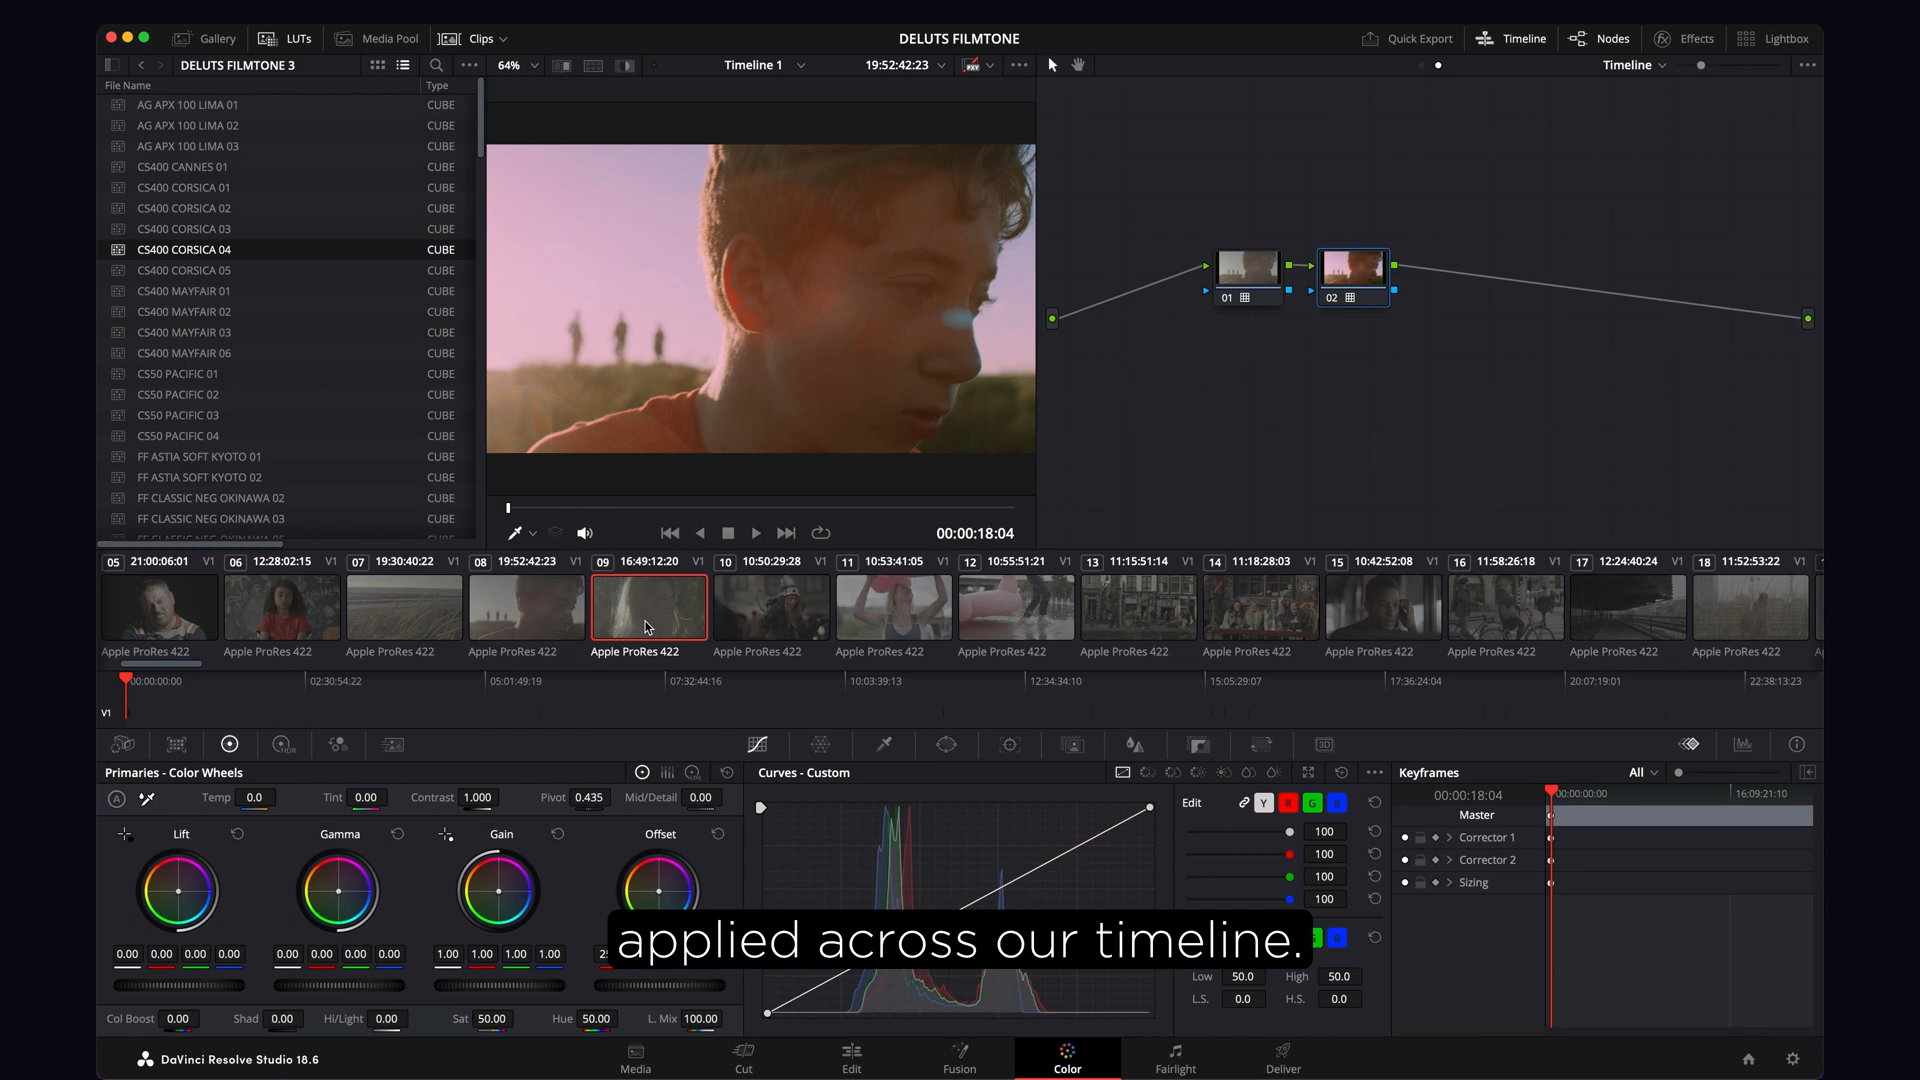 Gallery LUTs Media Pool Clips DELUTS FILMTONE Quick Export Timeline Nodes Effects Lightbox
DELUTS FILMTONE 3 64% Timeline 1 19:52:42:23 PXY Timeline
File Name Type
AG APX 100 LIMA 01 CUBE
AG APX 100 LIMA 02 CUBE
AG APX 100 LIMA 03 CUBE
CS400 CANNES 01 CUBE
CS400 CORSICA 01 CUBE
CS400 CORSICA 02 CUBE
CS400 CORSICA 03 CUBE
CS400 CORSICA 04 CUBE
CS400 CORSICA 05 CUBE
CS400 MAYFAIR 01 CUBE
CS400 MAYFAIR 02 CUBE
CS400 MAYFAIR 03 CUBE
CS400 MAYFAIR 06 CUBE
CS50 PACIFIC 01 CUBE
CS50 PACIFIC 02 CUBE
CS50 PACIFIC 03 CUBE
CS50 PACIFIC 04 CUBE
FF ASTIA SOFT KYOTO 01 CUBE
FF ASTIA SOFT KYOTO 02 CUBE
FF CLASSIC NEG OKINAWA 02 CUBE
FF CLASSIC NEG OKINAWA 03 CUBE
01 02
00:00:18:04
05 21:00:06:01 V1 06 12:28:02:15 V1 07 19:30:40:22 V1 08 19:52:42:23 V1 09 16:49:12:20 V1 10 10:50:29:28 V1 11 10:53:41:05 V1 12 10:55:51:21 V1 13 11:15:51:14 V1 14 11:18:28:03 V1 15 10:42:52:08 V1 16 11:58:26:18 V1 17 12:24:40:24 V1 18 11:52:53:22 V1
Apple ProRes 422 Apple ProRes 422 Apple ProRes 422 Apple ProRes 422 Apple ProRes 422 Apple ProRes 422 Apple ProRes 422 Apple ProRes 422 Apple ProRes 422 Apple ProRes 422 Apple ProRes 422 Apple ProRes 422 Apple ProRes 422 Apple ProRes 422
00:00:00:00 02:30:54:22 05:01:49:19 07:32:44:16 10:03:39:13 12:34:34:10 15:05:29:07 17:36:24:04 20:07:19:01 22:38:13:23
V1
HDR 3D
Primaries - Color Wheels LOG Curves - Custom Keyframes All
A Temp 0.0 Tint 0.00 Contrast 1.000 Pivot 0.435 Mid/Detail 0.00 Edit Y R G B 00:00:18:04 00:00:00:00 16:09:21:10
Master
Lift Gamma Gain Offset 100 Corrector 1
100 Corrector 2
100 Sizing
100
applied across our timeline.
0.00 0.00 0.00 0.00 0.00 0.00 0.00 0.00 1.00 1.00 1.00 1.00 B
Low 50.0 High 50.0
L.S. 0.0 H.S. 0.0
Col Boost 0.00 Shad 0.00 Hi/Light 0.00 Sat 50.00 Hue 50.00 L. Mix 100.00
DaVinci Resolve Studio 18.6 Media Cut Edit Fusion Color Fairlight Deliver